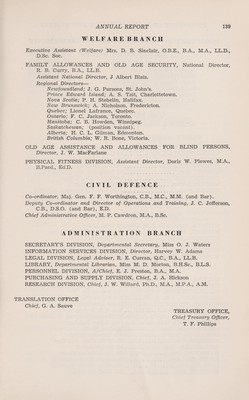 ANNUAL REPORT 139
WELFARE BRANCH
Executive Assistant (Welfare) Mrs. D. B. Sinclair, O.B.E., B.A., M.A., LL.D.,
D.Sc. Soc.
FAMILY ALLOWANCES AND OLD AGE SECURITY, National Director,
R. B. Curry, B.A., LL.B.
Assistant National Director, J. Albert Blais.
Regional Directors—
Newfoundland; J. G. Parsons, St. John's.
Prince Edward Island; A. S. Tait, Charlottetown.
Nova Scotia; F. H. Stehelin, Halifax.
New Brunswick; A. Nicholson, Fredericton.
Quebec; Lionel Lafrance, Quebec.
Ontario; F. C. Jackson, Toronto.
Manitoba; C. B. Howden, Winnipeg.
Saskatchewan; (position vacant).
Alberta; H. C. L. Gillman, Edmonton.
British Columbia; W. R. Bone, Victoria.
OLD AGE ASSISTANCE AND ALLOWANCES FOR BLIND PERSONS,
Director, J. W. MacFarlane
PHYSICAL FITNESS DIVISION, Assistant Director, Doris W. Plewes, M.A.,
B.Paed., Ed.D.
CIVIL DEFENCE
Co-ordinator, Maj. Gen. F. F. Worthington, C.B., M.C., M.M. (and Bar).
Deputy Co-ordinator and Director of Operations and Training, J. C. Jefferson,
C.B., D.S.O. (and Bar), E.D.
Chief Administrative Officer, M. P. Cawdron, M.A., B.Sc.
ADMINISTRATION BRANCH
SECRETARY'S DIVISION, Departmental Secretary, Miss O. J. Waters
INFORMATION SERVICES DIVISION, Director, Harvey W. Adams
LEGAL DIVISION, Legal Adviser, R. E. Curran, Q.C., B.A., LL.B.
LIBRARY, Departmental Librarian, Miss M. D. Morton, B.H.Sc., B.L.S.
PERSONNEL DIVISION, A/Chief, E. J. Preston, B.A., M.A.
PURCHASING AND SUPPLY DIVISION, Chief, J. A. Hickson
RESEARCH DIVISION, Chief, J. W. Willard, Ph.D., M.A., M.P.A., A.M.
TRANSLATION OFFICE
Chief, G. A. Sauve
TREASURY OFFICE,
Chief Treasury Officer,
T. F. Phillips